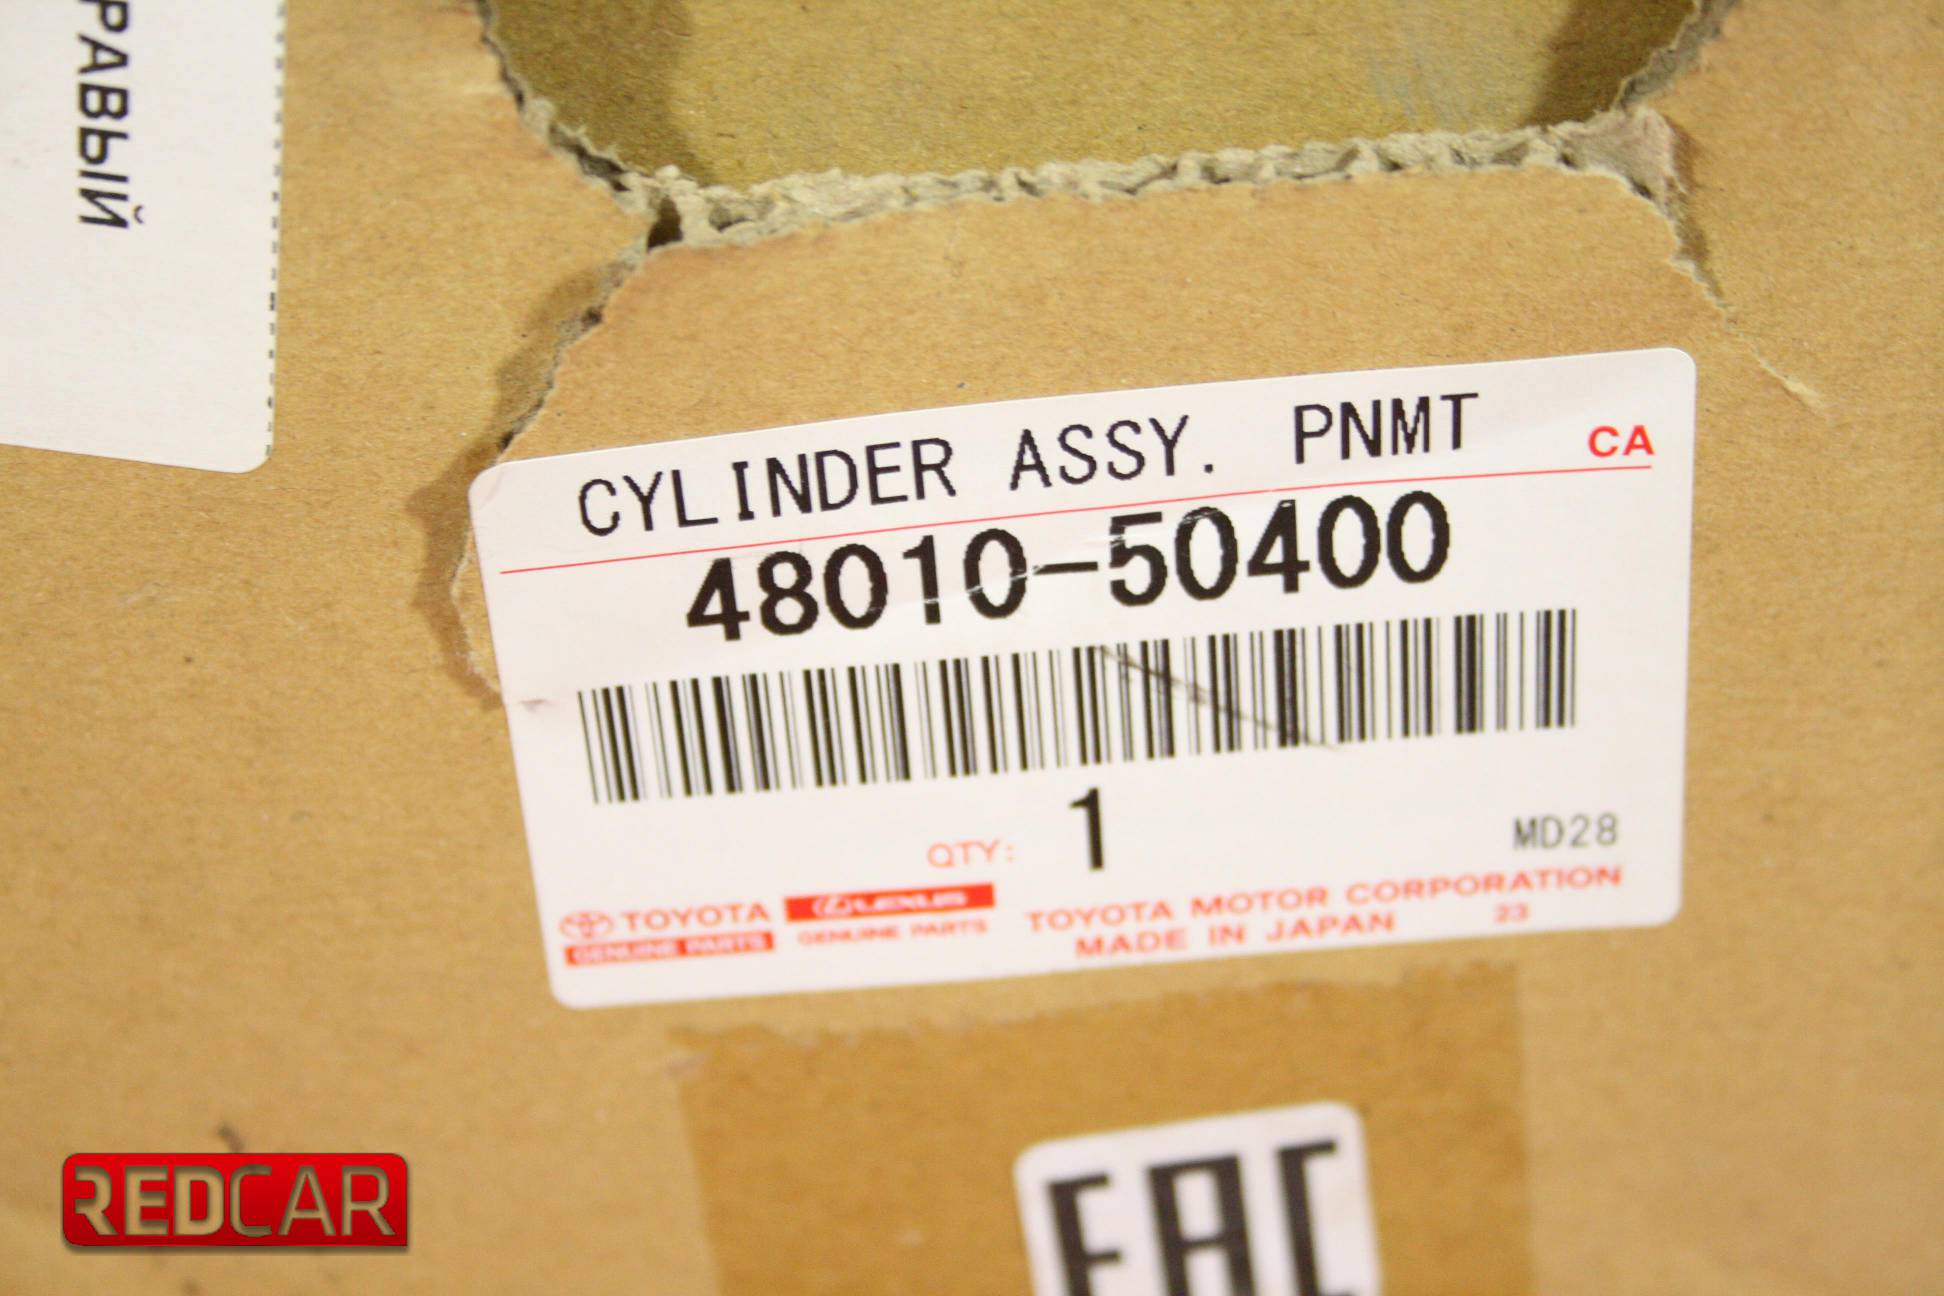 РАВЫЙ
CYLINDER ASSY. PNMT
CA
48010-50400
QTY: 1
MD28
TOYOTA
GENUINE PARTS
LEXUS
GENUINE PARTS
TOYOTA MOTOR CORPORATION
MADE IN JAPAN 23
EAC
REDCAR